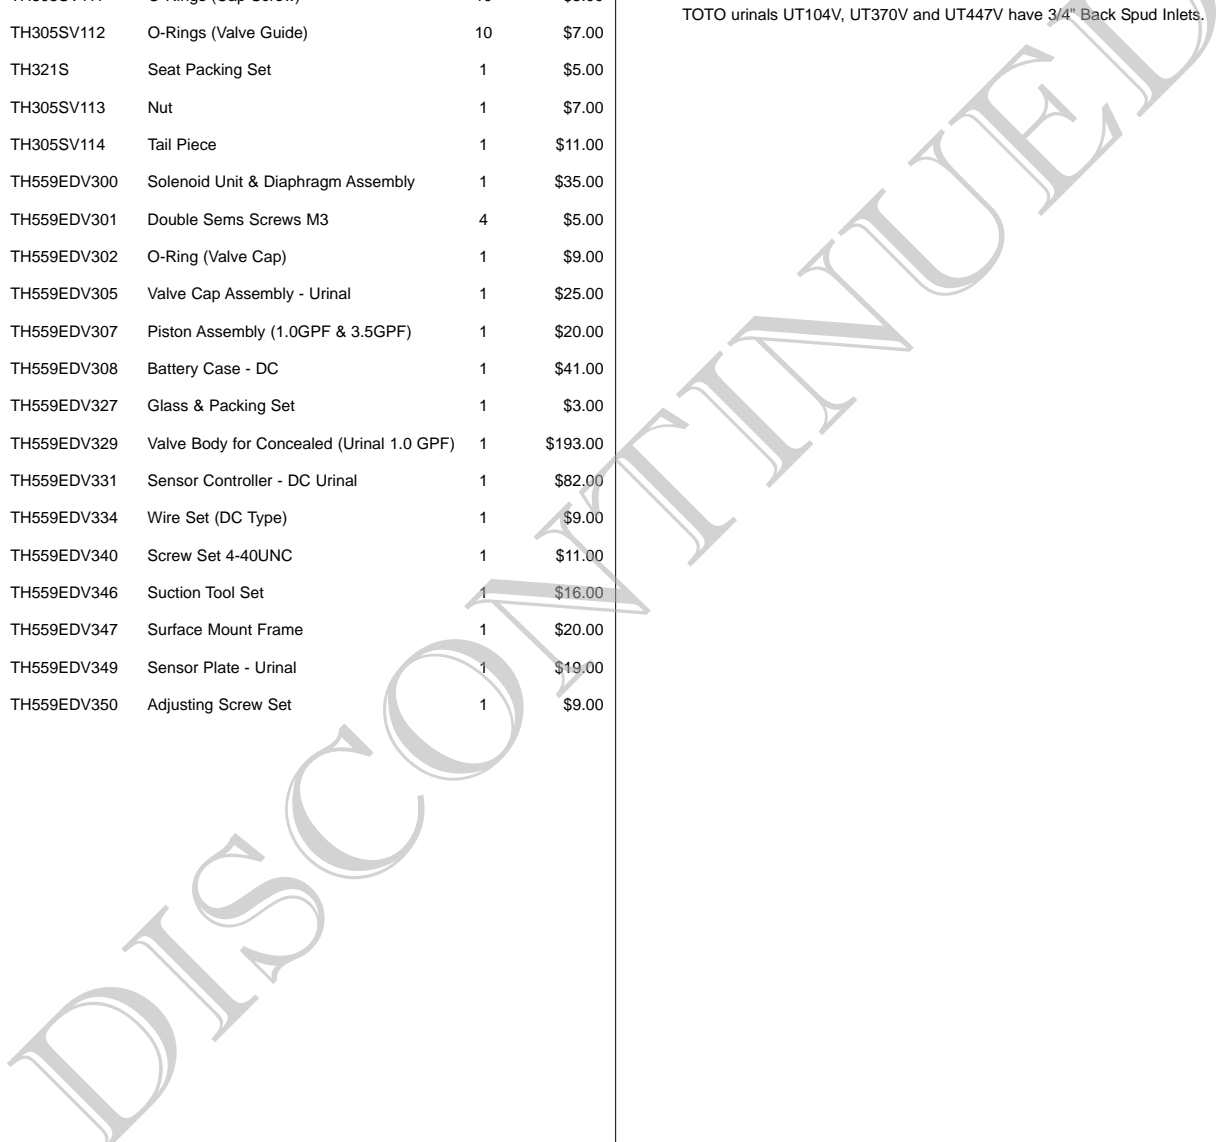 TH305SV112 O-Rings (Valve Guide) 10 $7.00
TH321S Seat Packing Set 1 $5.00
TH305SV113 Nut 1 $7.00
TH305SV114 Tail Piece 1 $11.00
TH559EDV300 Solenoid Unit & Diaphragm Assembly 1 $35.00
TH559EDV301 Double Sems Screws M3 4 $5.00
TH559EDV302 O-Ring (Valve Cap) 1 $9.00
TH559EDV305 Valve Cap Assembly - Urinal 1 $25.00
TH559EDV307 Piston Assembly (1.0GPF & 3.5GPF) 1 $20.00
TH559EDV308 Battery Case - DC 1 $41.00
TH559EDV327 Glass & Packing Set 1 $3.00
TH559EDV329 Valve Body for Concealed (Urinal 1.0 GPF) 1 $193.00
TH559EDV331 Sensor Controller - DC Urinal 1 $82.00
TH559EDV334 Wire Set (DC Type) 1 $9.00
TH559EDV340 Screw Set 4-40UNC 1 $11.00
TH559EDV346 Suction Tool Set 1 $16.00
TH559EDV347 Surface Mount Frame 1 $20.00
TH559EDV349 Sensor Plate - Urinal 1 $19.00
TH559EDV350 Adjusting Screw Set 1 $9.00
TOTO urinals UT104V, UT370V and UT447V have 3/4" Back Spud Inlets.
DISCONTINUED